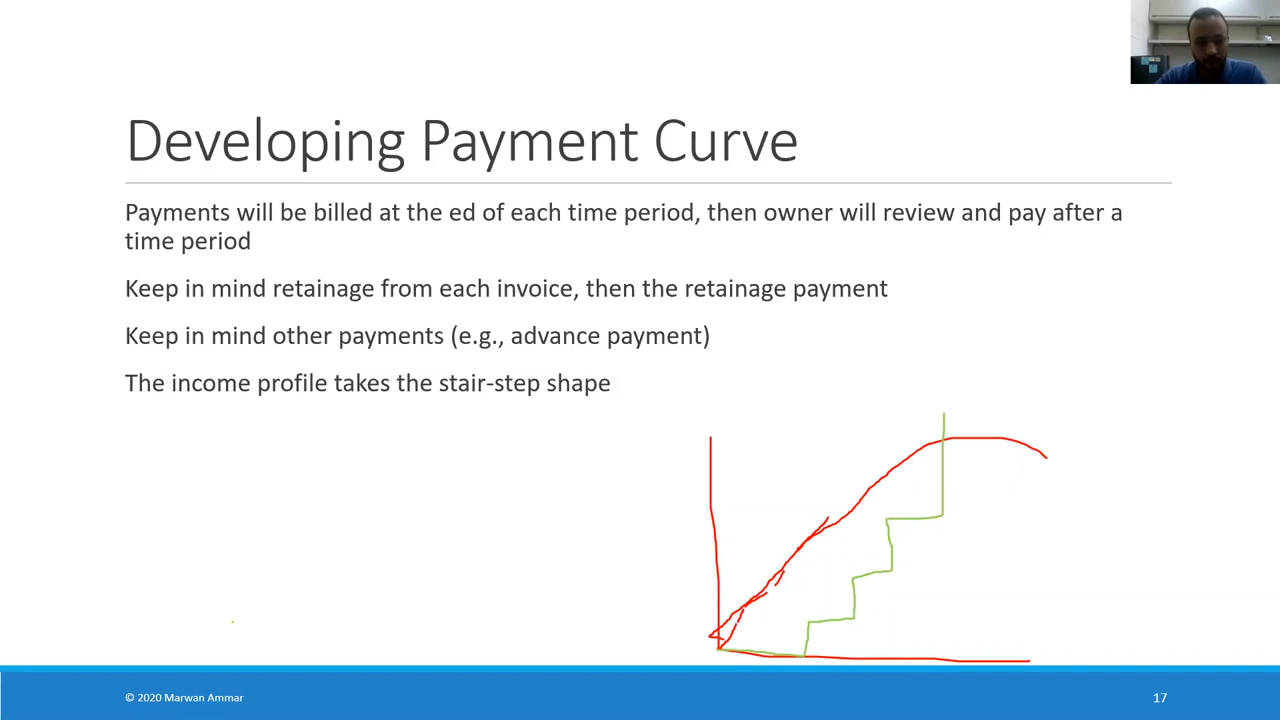 Developing Payment Curve
Payments will be billed at the ed of each time period, then owner will review and pay after a
time period
Keep in mind retainage from each invoice, then the retainage payment
Keep in mind other payments (e.g., advance payment)
The income profile takes the stair-step shape
© 2020 Marwan Ammar
17